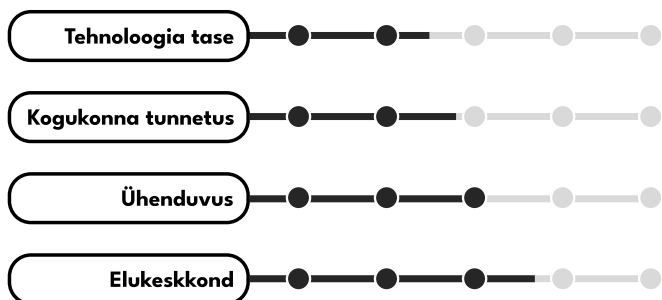 Tehnoloogia tase
Kogukonna tunnetus
Ühenduvus
Elukeskkond